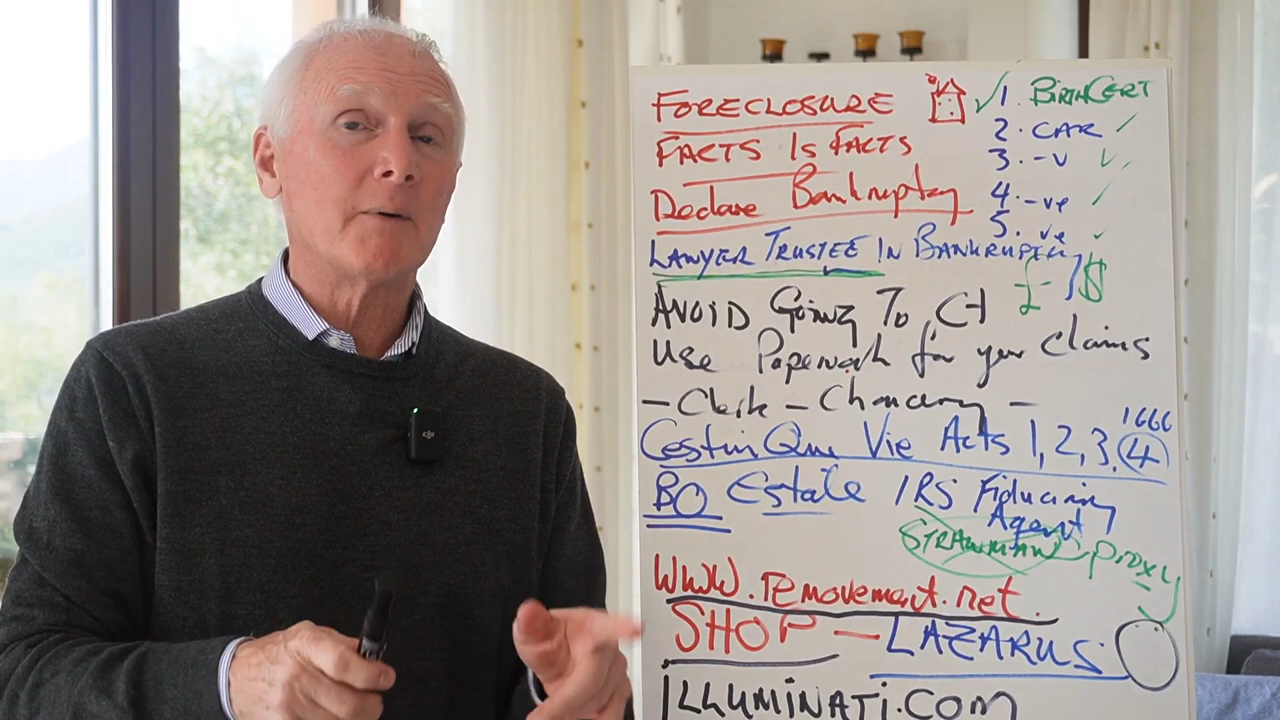 FORECLOSURE
FACTS IS FACTS
Declare Bankruptcy
LAWYER TRUSTEE IN BANKRUPTCY
1. BIRTHCERT
2. CAR
3. -v
4. -ve
5. ve
£ $
AVOID Going To Ct
Use Paperwork for your Claims
- Clerk - Chancery -
Cestui Que Vie Acts 1, 2, 3, 4
1666
BO Estate IRS Fiduciary
Agent
STRAWMAN Proxy
www.removement.net.
SHOP - LAZARUS
ILLUMINATI.COM
dji